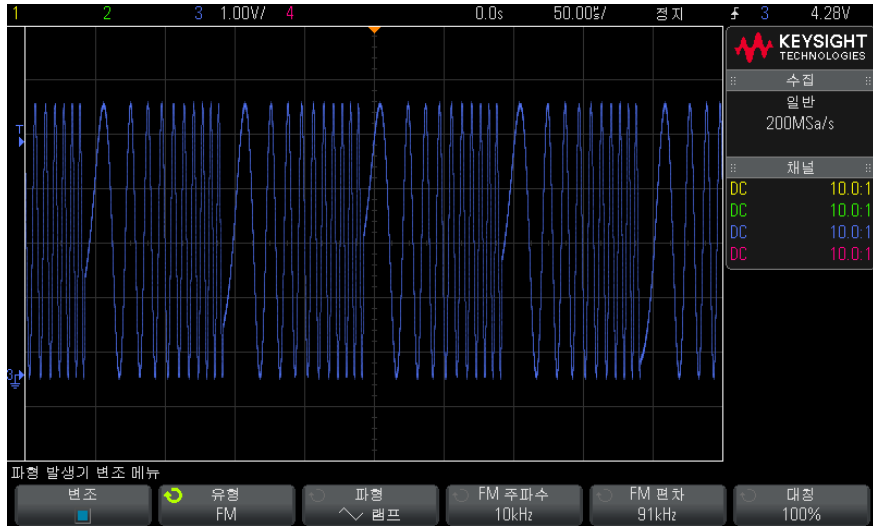 1 2 3 1.00V/ 4 0.0s 50.00㎲/ 정지 3 4.28V
KEYSIGHT
TECHNOLOGIES
수집
일반
200MSa/s
채널
DC 10.0:1
DC 10.0:1
DC 10.0:1
DC 10.0:1
T
3
파형 발생기 변조 메뉴
변조 유형 파형 FM 주파수 FM 편차 대칭
FM 램프 10kHz 91kHz 100%